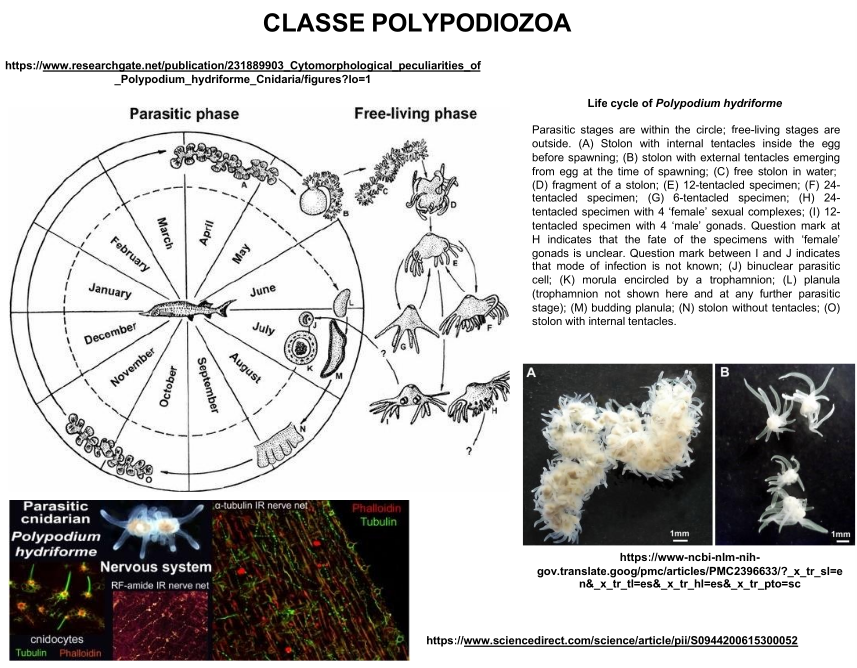 CLASSE POLYPODIOZOA
https://www.researchgate.net/publication/231889903_Cytomorphological_peculiarities_of
_Polypodium_hydriforme_Cnidaria/figures?lo=1
Parasitic phase
Free-living phase
A
B
C
D
E
F
G
H
?
I
?
J
K
L
M
N
O
January
February
March
April
May
June
July
August
September
October
November
December
Life cycle of Polypodium hydriforme
Parasitic stages are within the circle; free-living stages are
outside. (A) Stolon with internal tentacles inside the egg
before spawning; (B) stolon with external tentacles emerging
from egg at the time of spawning; (C) free stolon in water;
(D) fragment of a stolon; (E) 12-tentacled specimen; (F) 24-
tentacled specimen; (G) 6-tentacled specimen; (H) 24-
tentacled specimen with 4 ‘female’ sexual complexes; (I) 12-
tentacled specimen with 4 ‘male’ gonads. Question mark at
H indicates that the fate of the specimens with ‘female’
gonads is unclear. Question mark between I and J indicates
that mode of infection is not known; (J) binuclear parasitic
cell; (K) morula encircled by a trophamnion; (L) planula
(trophamnion not shown here and at any further parasitic
stage); (M) budding planula; (N) stolon without tentacles; (O)
stolon with internal tentacles.
A
1mm
B
1mm
https://www-ncbi-nlm-nih-
gov.translate.goog/pmc/articles/PMC2396633/?_x_tr_sl=e
n&_x_tr_tl=es&_x_tr_hl=es&_x_tr_pto=sc
Parasitic
cnidarian
Polypodium
hydriforme
Nervous system
RF-amide IR nerve net
cnidocytes
Tubulin Phalloidin
α-tubulin IR nerve net
Phalloidin
Tubulin
https://www.sciencedirect.com/science/article/pii/S0944200615300052